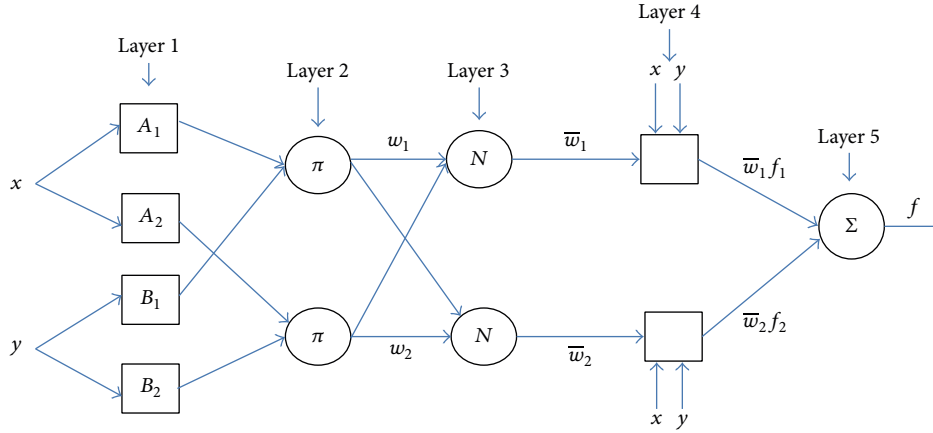 Layer 1
Layer 2
Layer 3
Layer 4
Layer 5
x
y
A₁
A₂
B₁
B₂
π
π
w₁
w₂
N
N
w̅₁
w̅₂
x y
x y
w̅₁f₁
w̅₂f₂
Σ
f